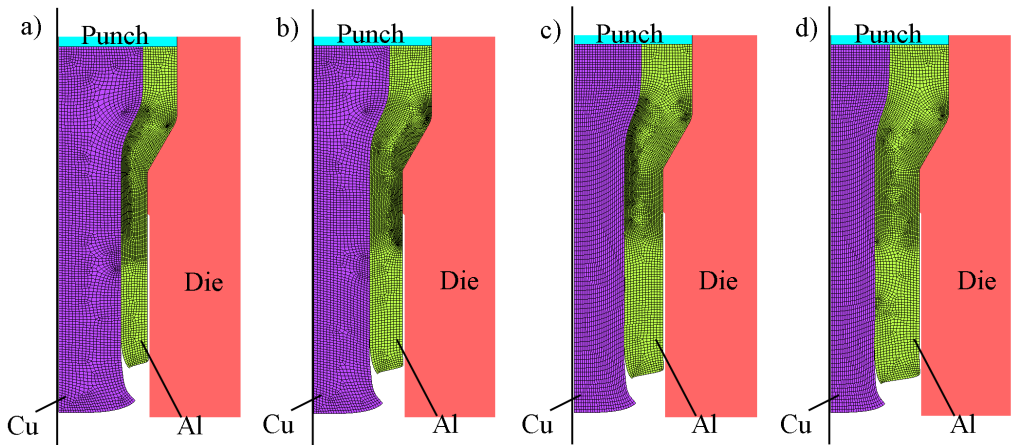 a)
Punch
Die
Cu
Al
b)
Punch
Die
Cu
Al
c)
Punch
Die
Cu
Al
d)
Punch
Die
Cu
Al